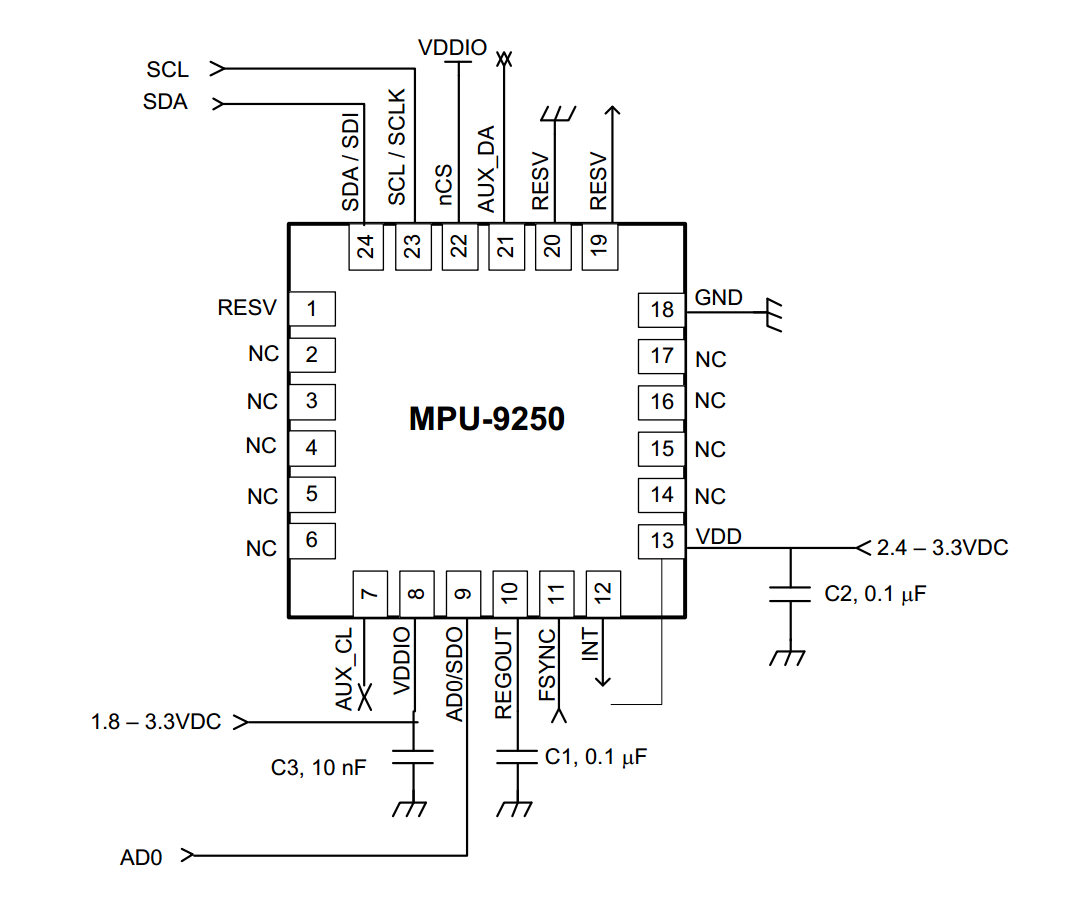 VDDIO
SCL
SDA
SDA / SDI
SCL / SCLK
nCS
AUX_DA
RESV
RESV
24
23
22
21
20
19
RESV
1
18
GND
NC
2
17
NC
NC
3
16
NC
MPU-9250
NC
4
15
NC
NC
5
14
NC
NC
6
13
VDD
2.4 – 3.3VDC
7
8
9
10
11
12
C2, 0.1 µF
AUX_CL
VDDIO
AD0/SDO
REGOUT
FSYNC
INT
1.8 – 3.3VDC
C3, 10 nF
C1, 0.1 µF
AD0